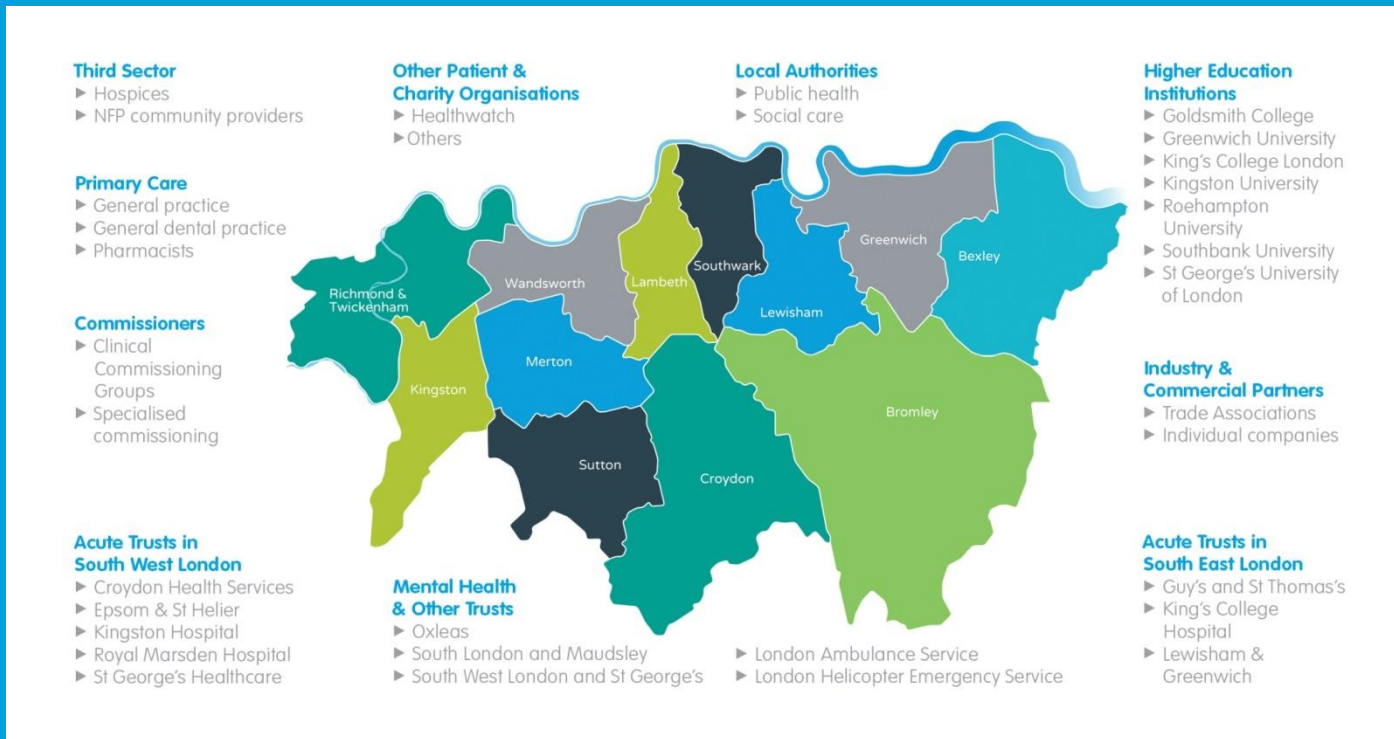 Third Sector
► Hospices
► NFP community providers
Other Patient &
Charity Organisations
► Healthwatch
► Others
Local Authorities
► Public health
► Social care
Higher Education
Institutions
► Goldsmith College
► Greenwich University
► King's College London
► Kingston University
► Roehampton
University
► Southbank University
► St George's University
of London
Primary Care
► General practice
► General dental practice
► Pharmacists
Commissioners
► Clinical
Commissioning
Groups
► Specialised
commissioning
Richmond &
Twickenham
Wandsworth
Lambeth
Southwark
Lewisham
Greenwich
Bexley
Kingston
Merton
Sutton
Croydon
Bromley
Industry &
Commercial Partners
► Trade Associations
► Individual companies
Acute Trusts in
South West London
► Croydon Health Services
► Epsom & St Helier
► Kingston Hospital
► Royal Marsden Hospital
► St George's Healthcare
Mental Health
& Other Trusts
► Oxleas
► South London and Maudsley
► South West London and St George's
► London Ambulance Service
► London Helicopter Emergency Service
Acute Trusts in
South East London
► Guy's and St Thomas's
► King's College
Hospital
► Lewisham &
Greenwich